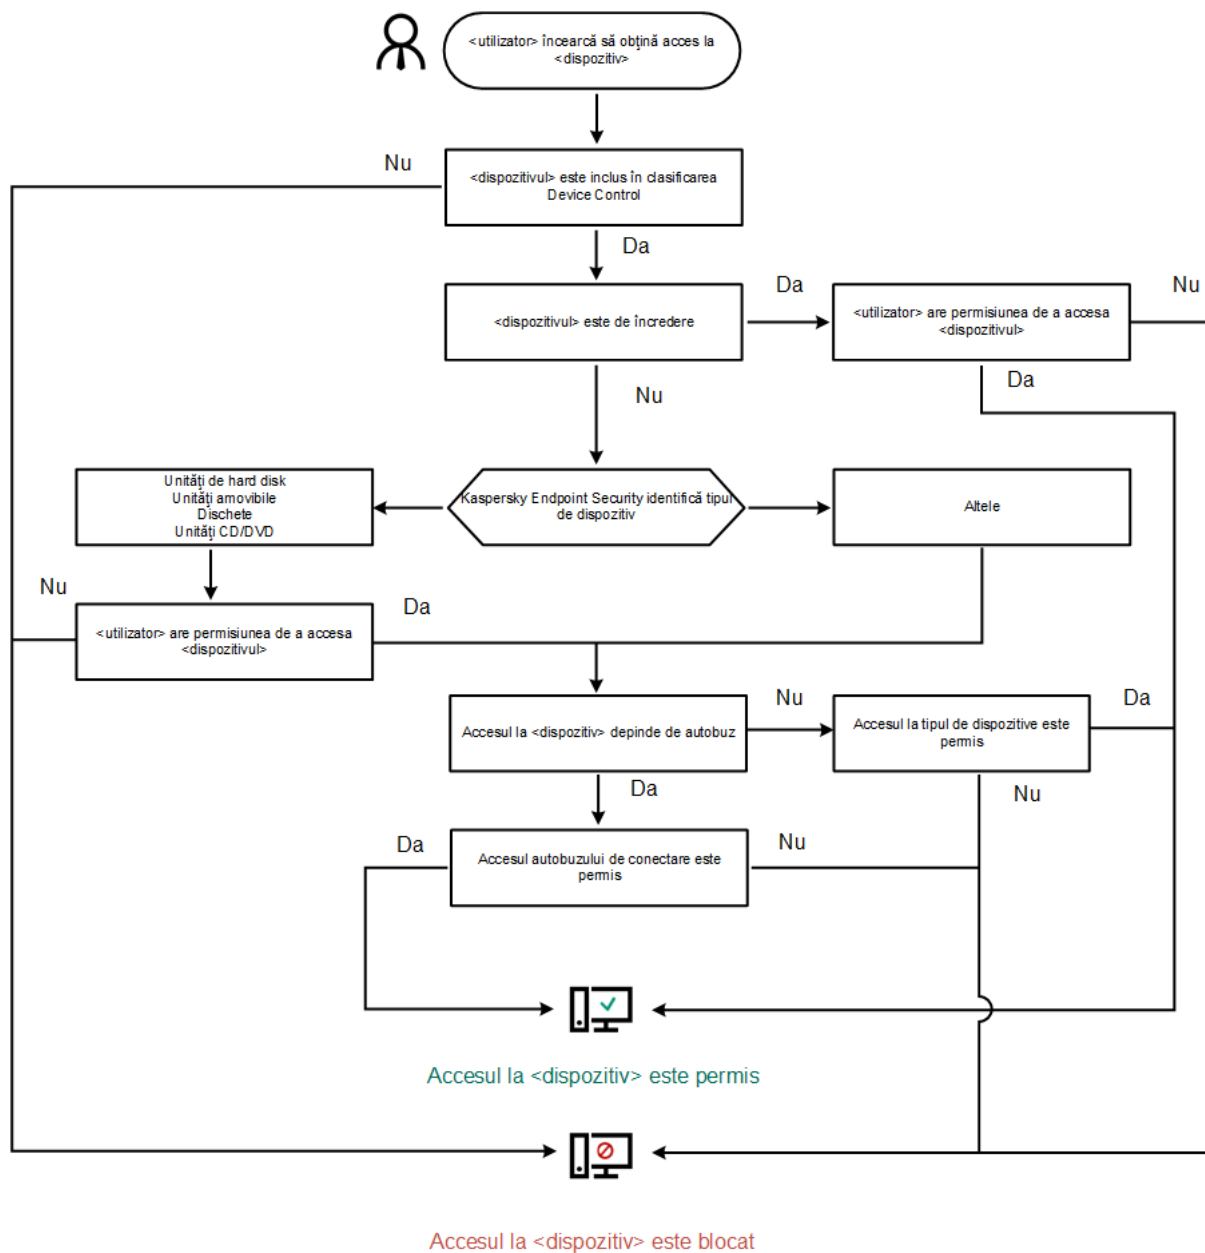 <utilizator> încearcă să obțină acces la
<dispozitiv>
Nu
<dispozitivul> este inclus în clasificarea
Device Control
Da
<dispozitivul> este de încredere
Da
<utilizator> are permisiunea de a accesa
<dispozitivul>
Nu
Da
Nu
Unităţi de hard disk
Unităţi amovibile
Dischete
Unităţi CD/DVD
Kaspersky Endpoint Security identifică tipul
de dispozitiv
Altele
Nu
<utilizator> are permisiunea de a accesa
<dispozitivul>
Da
Accesul la <dispozitiv> depinde de autobuz
Nu
Accesul la tipul de dispozitive este
permis
Da
Da
Nu
Da
Accesul autobuzului de conectare este
permis
Nu
Accesul la <dispozitiv> este permis
Accesul la <dispozitiv> este blocat